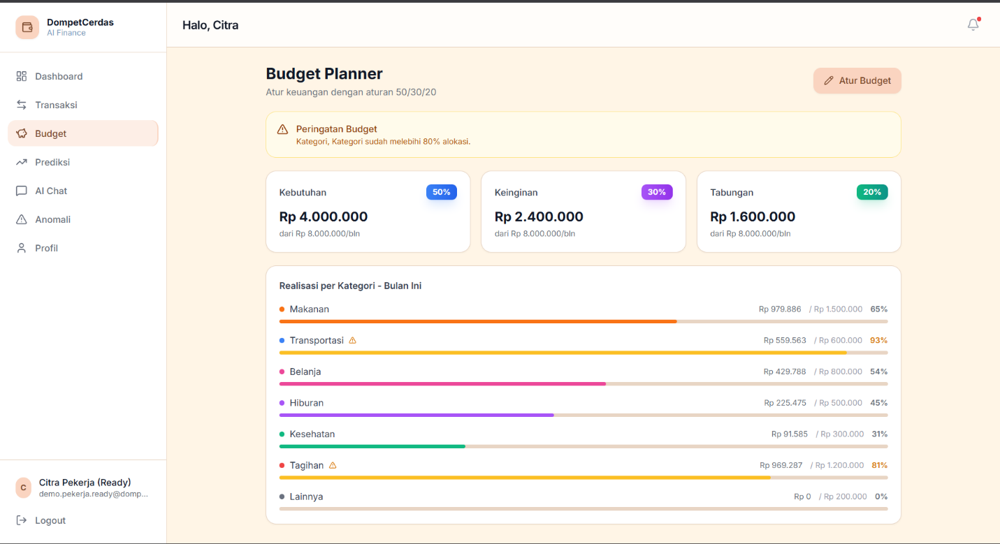 DompetCerdas
AI Finance
Halo, Citra
Dashboard
Transaksi
Budget
Prediksi
AI Chat
Anomali
Profil
Citra Pekerja (Ready)
C
demo.pekerja.ready@domp...
Logout
Budget Planner
Atur keuangan dengan aturan 50/30/20
Atur Budget
Peringatan Budget
Kategori, Kategori sudah melebihi 80% alokasi.
Kebutuhan 50%
Rp 4.000.000
dari Rp 8.000.000/bln
Keinginan 30%
Rp 2.400.000
dari Rp 8.000.000/bln
Tabungan 20%
Rp 1.600.000
dari Rp 8.000.000/bln
Realisasi per Kategori - Bulan Ini
Makanan Rp 979.886 / Rp 1.500.000 65%
Transportasi Rp 559.563 / Rp 600.000 93%
Belanja Rp 429.788 / Rp 800.000 54%
Hiburan Rp 225.475 / Rp 500.000 45%
Kesehatan Rp 91.585 / Rp 300.000 31%
Tagihan Rp 969.287 / Rp 1.200.000 81%
Lainnya Rp 0 / Rp 200.000 0%